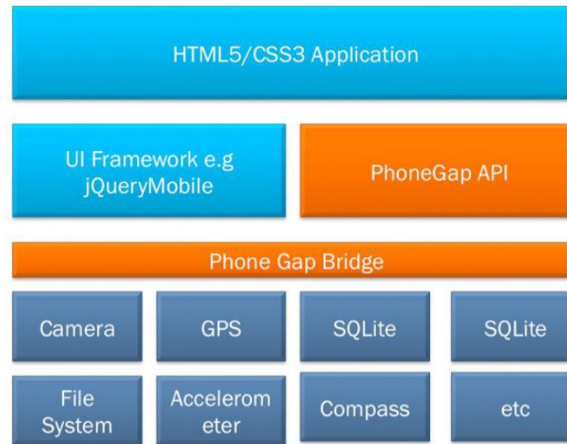 HTML5/CSS3 Application
UI Framework e.g
jQueryMobile
PhoneGap API
Phone Gap Bridge
Camera
GPS
SQLite
SQLite
File
System
Accelerom
eter
Compass
etc